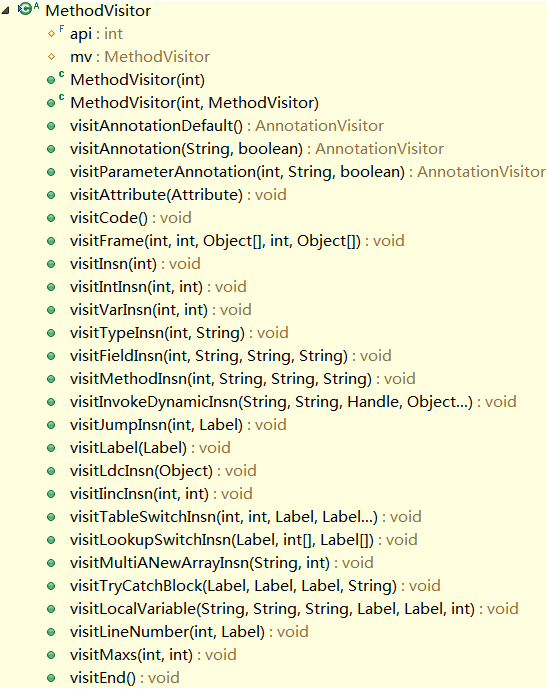 MethodVisitor
api : int
mv : MethodVisitor
MethodVisitor(int)
MethodVisitor(int, MethodVisitor)
visitAnnotationDefault() : AnnotationVisitor
visitAnnotation(String, boolean) : AnnotationVisitor
visitParameterAnnotation(int, String, boolean) : AnnotationVisitor
visitAttribute(Attribute) : void
visitCode() : void
visitFrame(int, int, Object[], int, Object[]) : void
visitInsn(int) : void
visitIntInsn(int, int) : void
visitVarInsn(int, int) : void
visitTypeInsn(int, String) : void
visitFieldInsn(int, String, String, String) : void
visitMethodInsn(int, String, String, String) : void
visitInvokeDynamicInsn(String, String, Handle, Object...) : void
visitJumpInsn(int, Label) : void
visitLabel(Label) : void
visitLdcInsn(Object) : void
visitIincInsn(int, int) : void
visitTableSwitchInsn(int, int, Label, Label...) : void
visitLookupSwitchInsn(Label, int[], Label[]) : void
visitMultiANewArrayInsn(String, int) : void
visitTryCatchBlock(Label, Label, Label, String) : void
visitLocalVariable(String, String, String, Label, Label, int) : void
visitLineNumber(int, Label) : void
visitMaxs(int, int) : void
visitEnd() : void